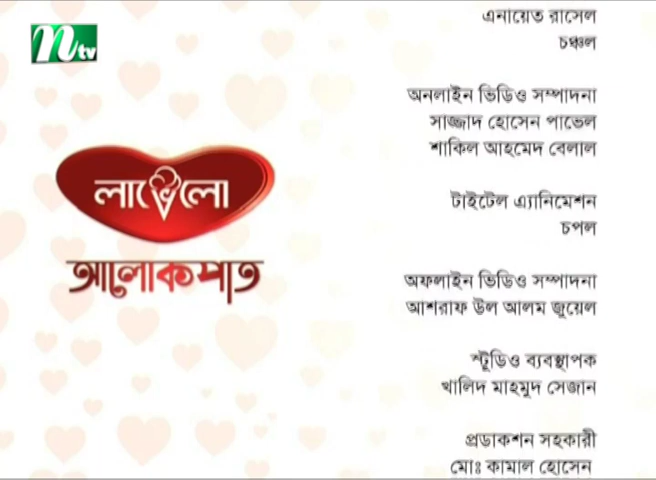 ntv
লাভেলো
আলোকপাত
এনায়েত রাসেল
চঞ্চল
অনলাইন ভিডিও সম্পাদনা
সাজ্জাদ হোসেন পাভেল
শাকিল আহমেদ বেলাল
টাইটেল এ্যানিমেশন
চপল
অফলাইন ভিডিও সম্পাদনা
আশরাফ উল আলম জুয়েল
স্টুডিও ব্যবস্থাপক
খালিদ মাহমুদ সেজান
প্রডাকশন সহকারী
মোঃ কামাল হোসেন